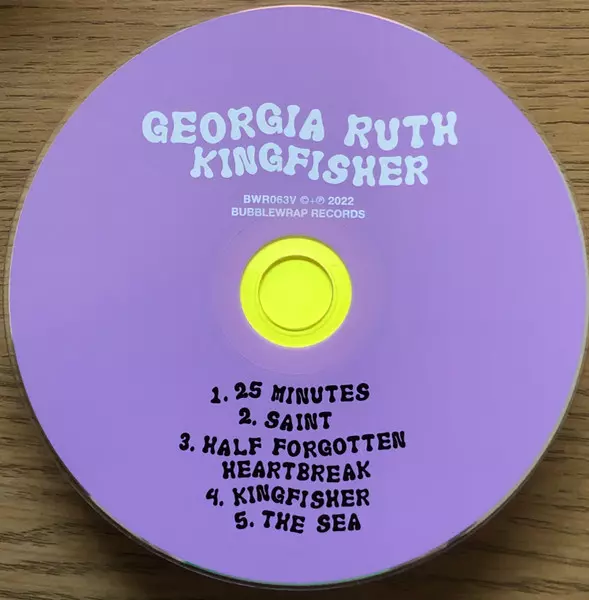 GEORGIA RUTH
KINGFISHER
BWR063V ©+℗ 2022
BUBBLEWRAP RECORDS
1. 25 MINUTES
2. SAINT
3. HALF FORGOTTEN
HEARTBREAK
4. KINGFISHER
5. THE SEA